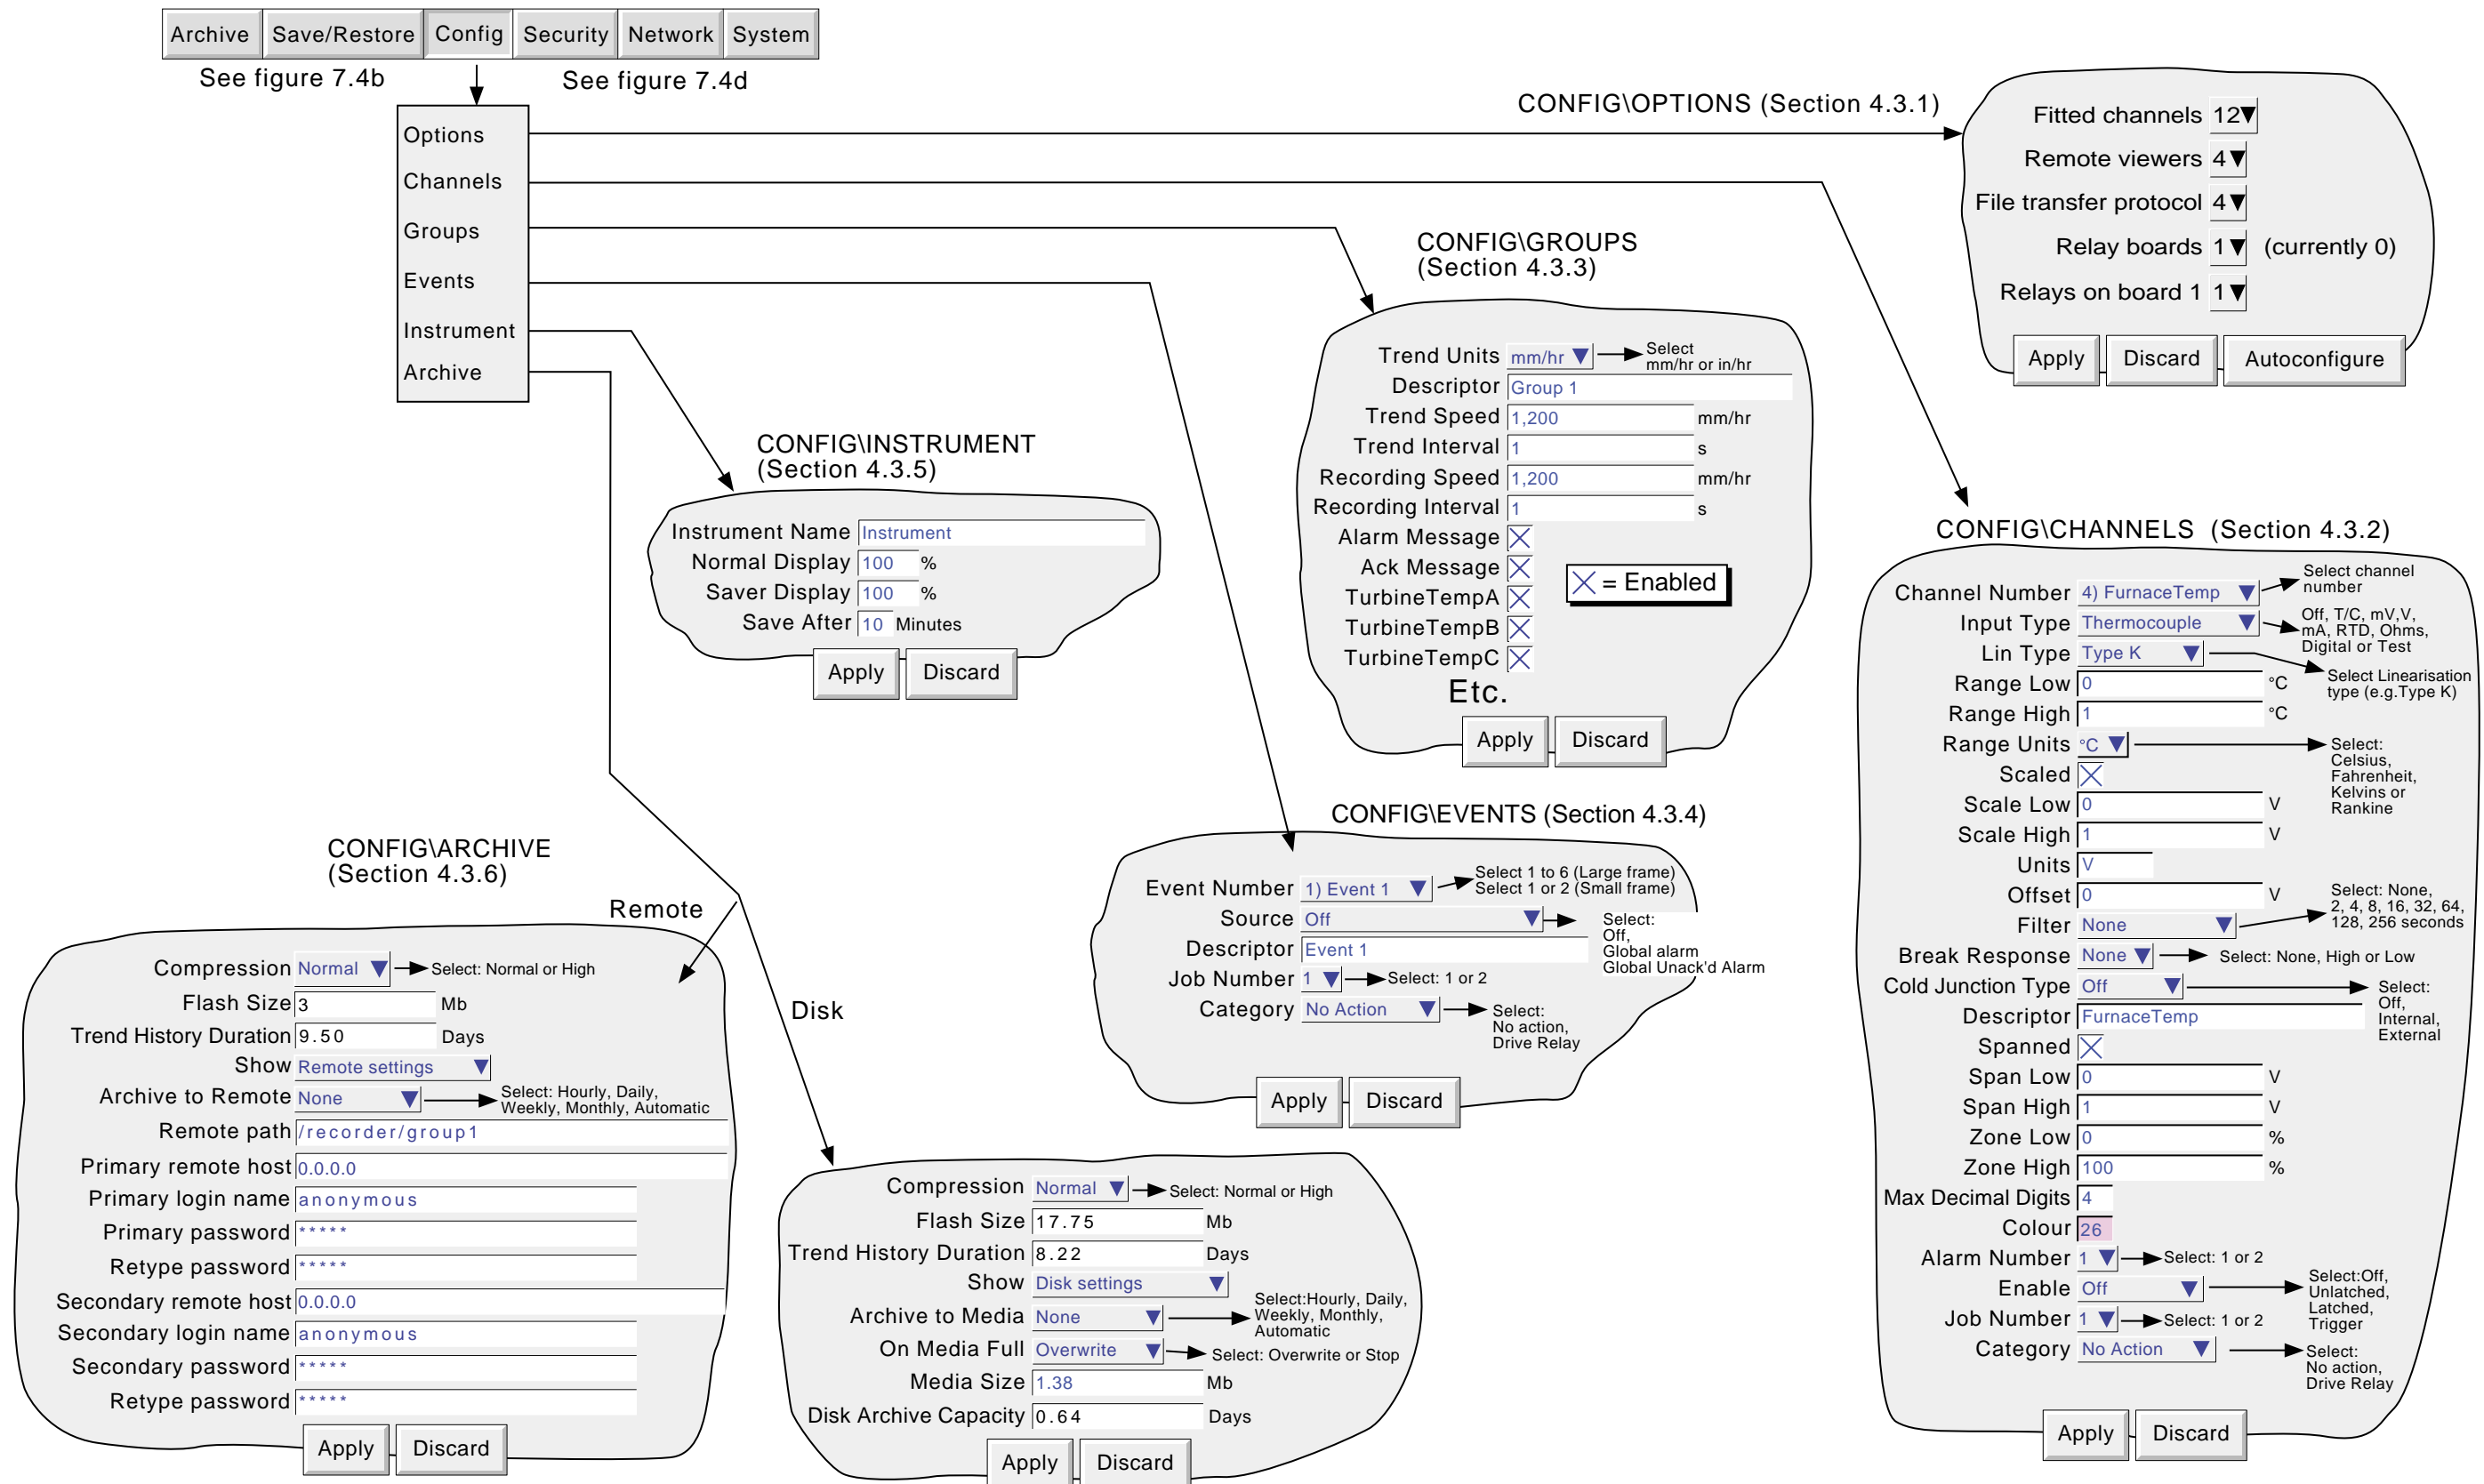 Archive Save/Restore Config Security Network System
See figure 7.4b
See figure 7.4d
Options
Channels
Groups
Events
Instrument
Archive
CONFIG\OPTIONS (Section 4.3.1)
Fitted channels 12
Remote viewers 4
File transfer protocol 4
Relay boards 1 (currently 0)
Relays on board 1 1
Apply Discard Autoconfigure
CONFIG\GROUPS
(Section 4.3.3)
Trend Units mm/hr Select
mm/hr or in/hr
Descriptor Group 1
Trend Speed 1,200 mm/hr
Trend Interval 1 s
Recording Speed 1,200 mm/hr
Recording Interval 1 s
Alarm Message
Ack Message
= Enabled
TurbineTempA
TurbineTempB
TurbineTempC
Etc.
Apply Discard
CONFIG\INSTRUMENT
(Section 4.3.5)
Instrument Name Instrument
Normal Display 100 %
Saver Display 100 %
Save After 10 Minutes
Apply Discard
CONFIG\CHANNELS (Section 4.3.2)
Channel Number 4) FurnaceTemp Select channel
number
Input Type Thermocouple Off, T/C, mV,V,
mA, RTD, Ohms,
Digital or Test
Lin Type Type K Select Linearisation
type (e.g.Type K)
Range Low 0 °C
Range High 1 °C
Range Units °C Select:
Celsius,
Fahrenheit,
Kelvins or
Rankine
Scaled
Scale Low 0 V
Scale High 1 V
Units V
Offset 0 V
Filter None Select: None,
2, 4, 8, 16, 32, 64,
128, 256 seconds
Break Response None Select: None, High or Low
Cold Junction Type Off Select:
Off,
Internal,
External
Descriptor FurnaceTemp
Spanned
Span Low 0 V
Span High 1 V
Zone Low 0 %
Zone High 100 %
Max Decimal Digits 4
Colour 26
Alarm Number 1 Select: 1 or 2
Enable Off Select:Off,
Unlatched,
Latched,
Trigger
Job Number 1 Select: 1 or 2
Category No Action Select:
No action,
Drive Relay
Apply Discard
CONFIG\EVENTS (Section 4.3.4)
Event Number 1) Event 1 Select 1 to 6 (Large frame)
Select 1 or 2 (Small frame)
Source Off Select:
Off,
Global alarm
Global Unack'd Alarm
Descriptor Event 1
Job Number 1 Select: 1 or 2
Category No Action Select:
No action,
Drive Relay
Apply Discard
CONFIG\ARCHIVE
(Section 4.3.6)
Remote
Disk
Compression Normal Select: Normal or High
Flash Size 3 Mb
Trend History Duration 9.50 Days
Show Remote settings
Archive to Remote None Select: Hourly, Daily,
Weekly, Monthly, Automatic
Remote path /recorder/group1
Primary remote host 0.0.0.0
Primary login name anonymous
Primary password *****
Retype password *****
Secondary remote host 0.0.0.0
Secondary login name anonymous
Secondary password *****
Retype password *****
Apply Discard
Compression Normal Select: Normal or High
Flash Size 17.75 Mb
Trend History Duration 8.22 Days
Show Disk settings
Archive to Media None Select:Hourly, Daily,
Weekly, Monthly,
Automatic
On Media Full Overwrite Select: Overwrite or Stop
Media Size 1.38 Mb
Disk Archive Capacity 0.64 Days
Apply Discard